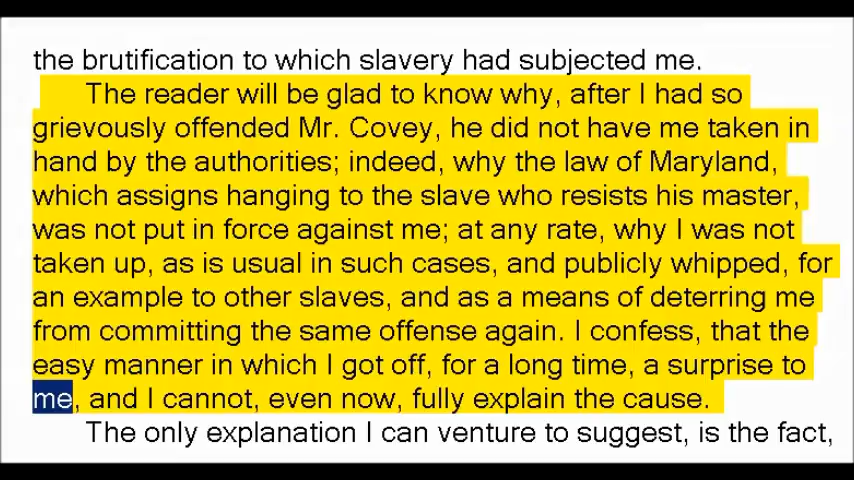 the brutification to which slavery had subjected me.
The reader will be glad to know why, after I had so
grievously offended Mr. Covey, he did not have me taken in
hand by the authorities; indeed, why the law of Maryland,
which assigns hanging to the slave who resists his master,
was not put in force against me; at any rate, why I was not
taken up, as is usual in such cases, and publicly whipped, for
an example to other slaves, and as a means of deterring me
from committing the same offense again. I confess, that the
easy manner in which I got off, for a long time, a surprise to
me, and I cannot, even now, fully explain the cause.
The only explanation I can venture to suggest, is the fact,